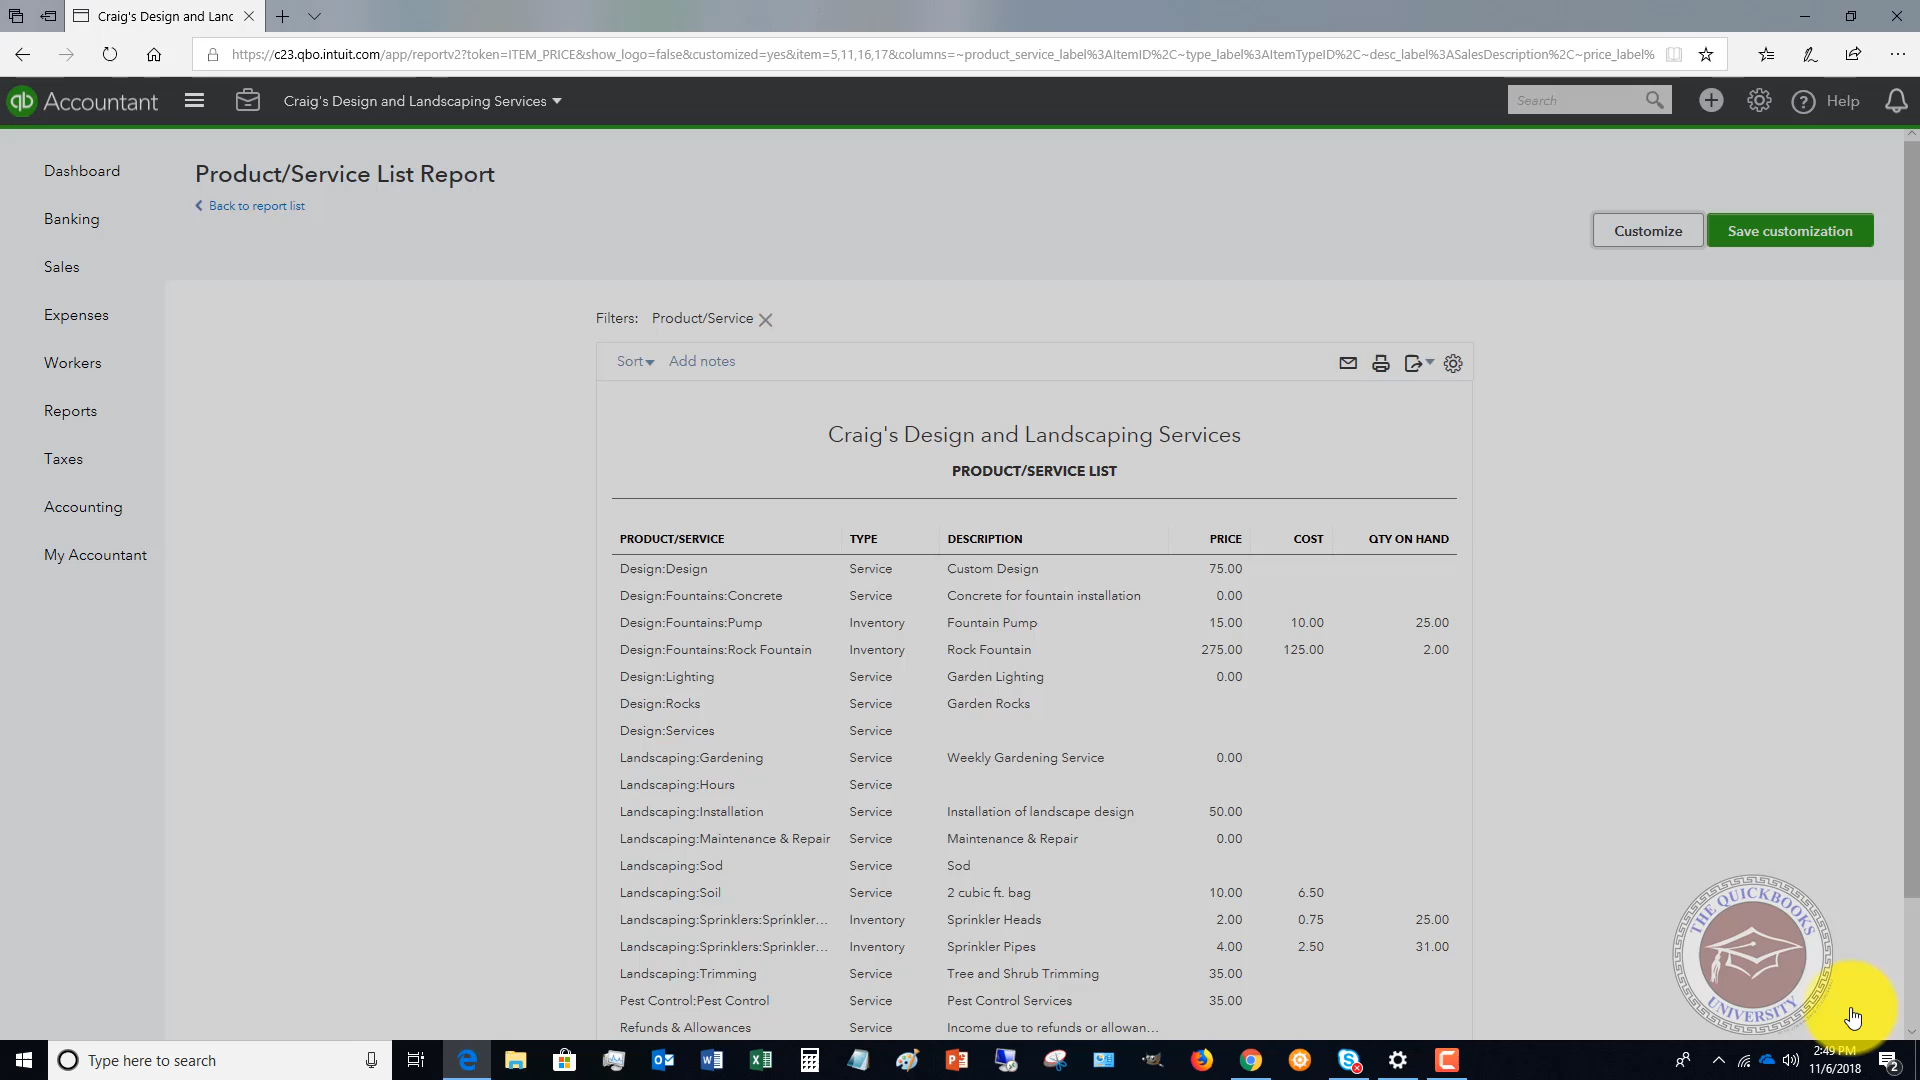 Craig's Design and Land
https://c23.qbo.intuit.com/app/reportv2?token=ITEM_PRICE&show_logo=false&customized=yes&item=5,11,16,17&columns=~product_service_label%3AItemID%2C~type_label%3AItemTypeID%2C~desc_label%3ASalesDescription%2C~price_label%
qb Accountant
Craig's Design and Landscaping Services
Search
Help
Dashboard
Banking
Sales
Expenses
Workers
Reports
Taxes
Accounting
My Accountant
Product/Service List Report
Back to report list
Customize
Save customization
Filters: Product/Service
Sort Add notes
Craig's Design and Landscaping Services
PRODUCT/SERVICE LIST
PRODUCT/SERVICE TYPE DESCRIPTION PRICE COST QTY ON HAND
Design:Design Service Custom Design 75.00
Design:Fountains:Concrete Service Concrete for fountain installation 0.00
Design:Fountains:Pump Inventory Fountain Pump 15.00 10.00 25.00
Design:Fountains:Rock Fountain Inventory Rock Fountain 275.00 125.00 2.00
Design:Lighting Service Garden Lighting 0.00
Design:Rocks Service Garden Rocks
Design:Services Service
Landscaping:Gardening Service Weekly Gardening Service 0.00
Landscaping:Hours Service
Landscaping:Installation Service Installation of landscape design 50.00
Landscaping:Maintenance & Repair Service Maintenance & Repair 0.00
Landscaping:Sod Service Sod
Landscaping:Soil Service 2 cubic ft. bag 10.00 6.50
Landscaping:Sprinklers:Sprinkler... Inventory Sprinkler Heads 2.00 0.75 25.00
Landscaping:Sprinklers:Sprinkler... Inventory Sprinkler Pipes 4.00 2.50 31.00
Landscaping:Trimming Service Tree and Shrub Trimming 35.00
Pest Control:Pest Control Service Pest Control Services 35.00
Refunds & Allowances Service Income due to refunds or allowan...
THE QUICKBOOKS UNIVERSITY
Type here to search
2:49 PM
11/6/2018
2